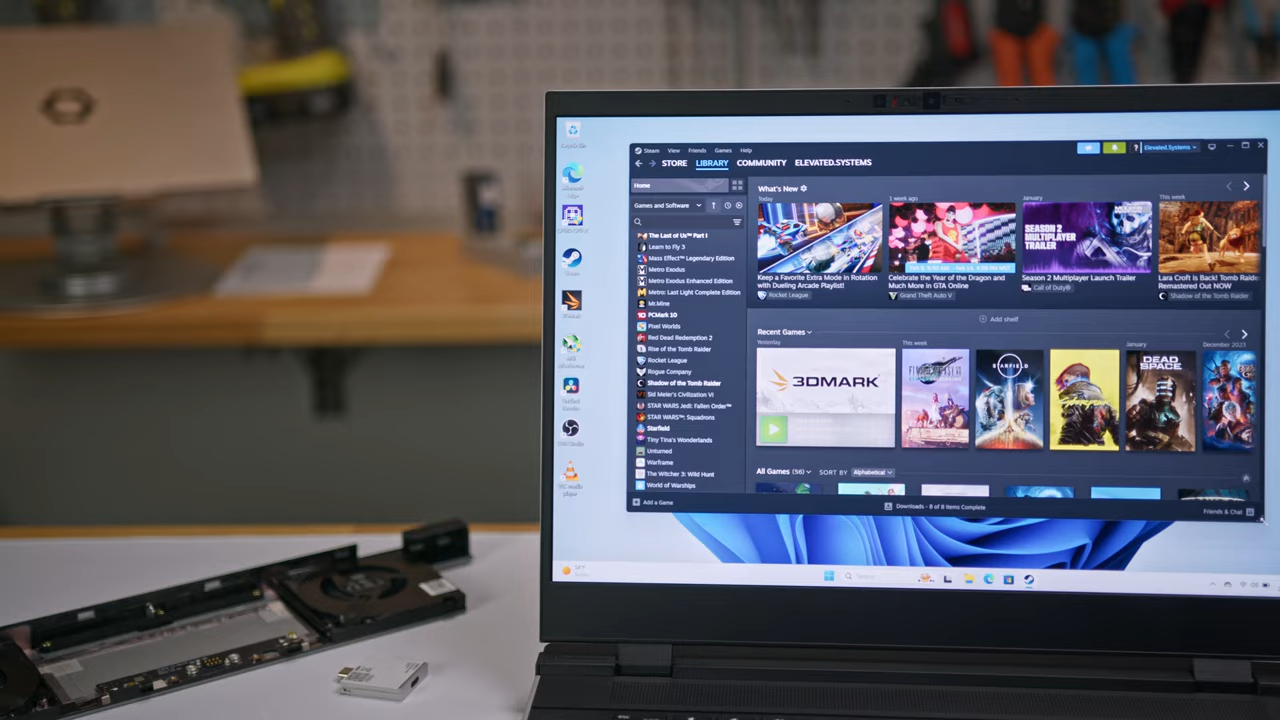 Steam View Friends Games Help
Elevated.Systems
STORE LIBRARY COMMUNITY ELEVATED.SYSTEMS
Home
Games and Software
The Last of Us™ Part I
Learn to Fly 3
Mass Effect™ Legendary Edition
Metro Exodus
Metro Exodus Enhanced Edition
Metro: Last Light Complete Edition
Mr.Mine
PCMark 10
Pixel Worlds
Red Dead Redemption 2
Rise of the Tomb Raider
Rocket League
Rogue Company
Shadow of the Tomb Raider
Sid Meier's Civilization VI
STAR WARS Jedi: Fallen Order™
STAR WARS™: Squadrons
Starfield
Tiny Tina's Wonderlands
Unturned
Warframe
The Witcher 3: Wild Hunt
World of Warships
Add a Game
What's New
Today
Keep a Favorite Extra Mode in Rotation
with Dueling Arcade Playlist!
Rocket League
1 week ago
Celebrate the Year of the Dragon and
Much More in GTA Online
Grand Theft Auto V
January
SEASON 2
MULTIPLAYER
TRAILER
Season 2 Multiplayer Launch Trailer
Call of Duty®
This week
Lara Croft is Back! Tomb Raider
Remastered Out NOW
Shadow of the Tomb Raider
Add shelf
Recent Games
Yesterday
3DMARK
This week
STARFIELD
January
DEAD
SPACE
December 2023
All Games (56) SORT BY Alphabetical
Downloads - 8 of 8 Items Complete
Friends & Chat
54°F